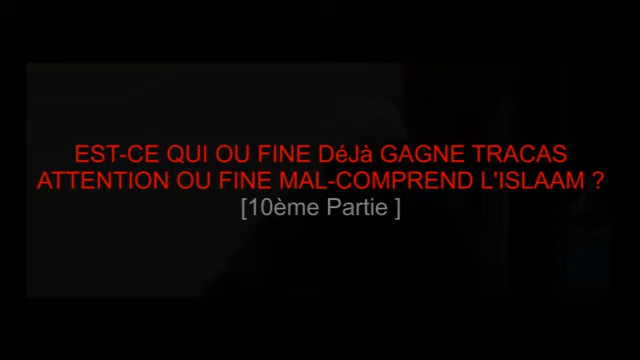 EST-CE QUI OU FINE DéJà GAGNE TRACAS
ATTENTION OU FINE MAL-COMPREND L'ISLAAM ?
[10ème Partie ]